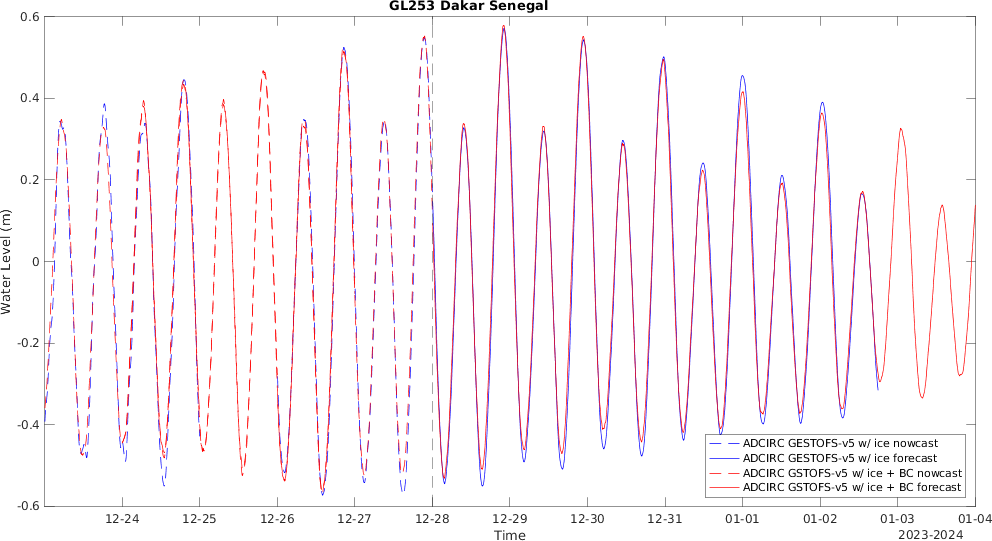 GL253 Dakar Senegal
0.6
0.4
0.2
0
-0.2
-0.4
-0.6
Water Level (m)
12-24
12-25
12-26
12-27
12-28
12-29
12-30
12-31
01-01
01-02
01-03
01-04
Time
2023-2024
ADCIRC GESTOFS-v5 w/ ice nowcast
ADCIRC GESTOFS-v5 w/ ice forecast
ADCIRC GSTOFS-v5 w/ ice + BC nowcast
ADCIRC GSTOFS-v5 w/ ice + BC forecast